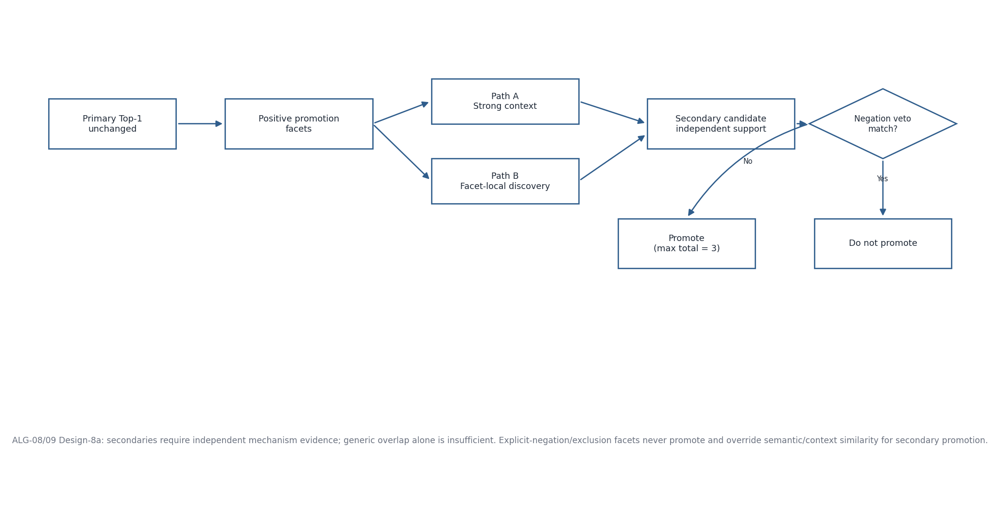 Primary Top-1
unchanged
Positive promotion
facets
Path A
Strong context
Path B
Facet-local discovery
Secondary candidate
independent support
Negation veto
match?
No
Yes
Promote
(max total = 3)
Do not promote
ALG-08/09 Design-8a: secondaries require independent mechanism evidence; generic overlap alone is insufficient. Explicit-negation/exclusion facets never promote and override semantic/context similarity for secondary promotion.